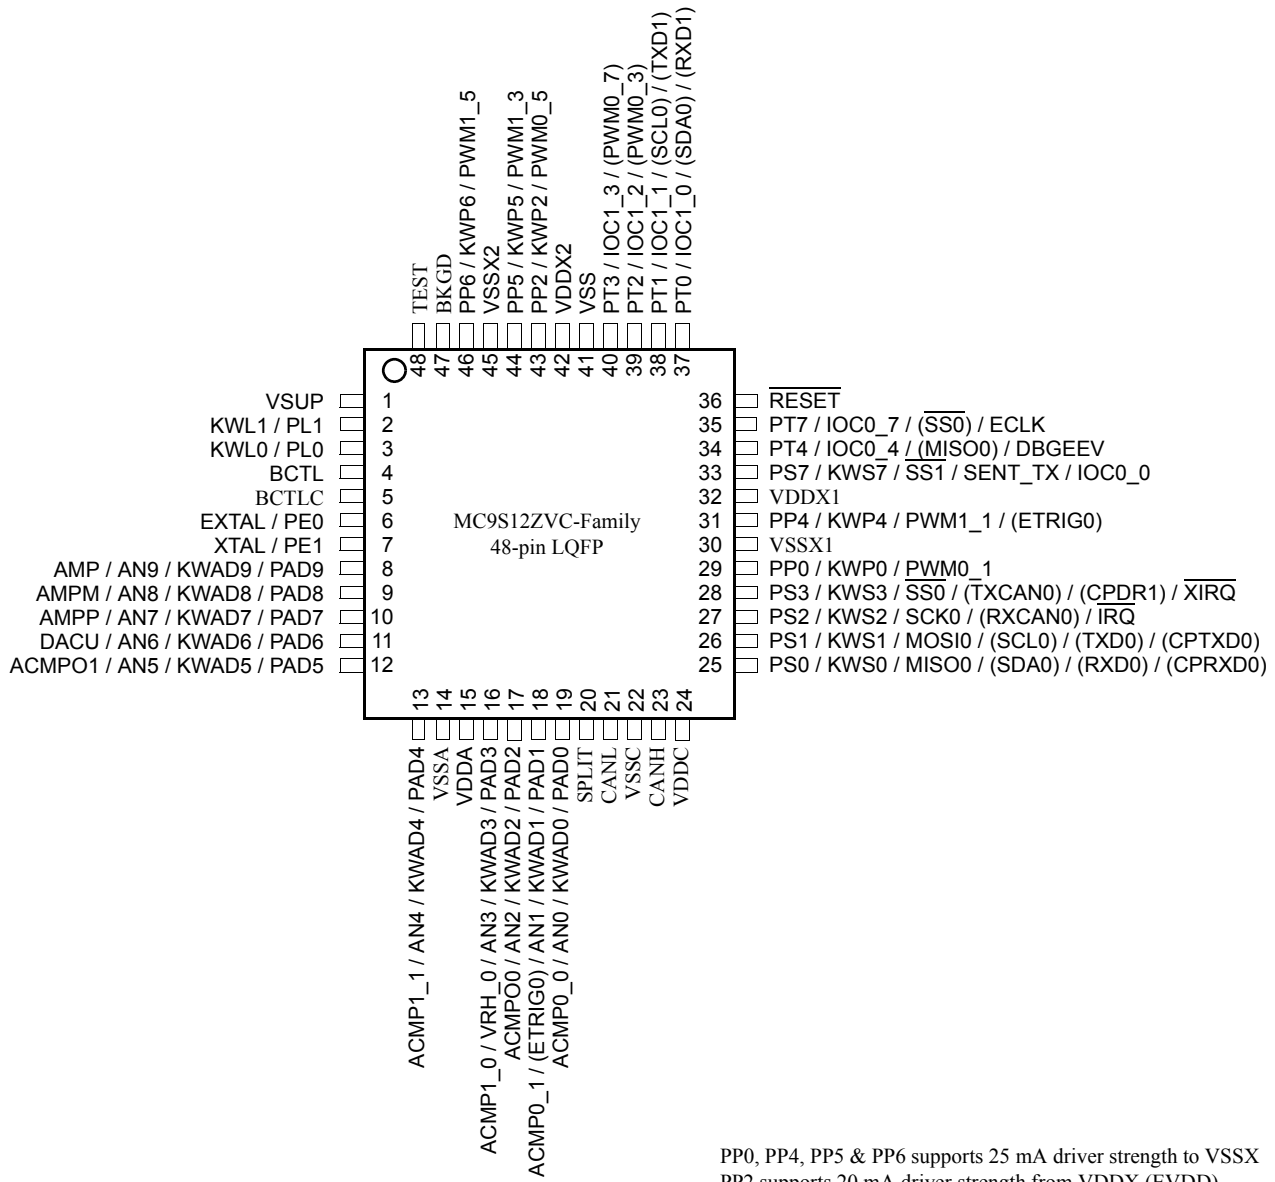 TEST
BKGD
PP6 / KWP6 / PWM1_5
VSSX2
PP5 / KWP5 / PWM1_3
PP2 / KWP2 / PWM0_5
VDDX2
VSS
PT3 / IOC1_3 / (PWM0_7)
PT2 / IOC1_2 / (PWM0_3)
PT1 / IOC1_1 / (SCL0) / (TXD1)
PT0 / IOC1_0 / (SDA0) / (RXD1)
48 47 46 45 44 43 42 41 40 39 38 37
VSUP 1
KWL1 / PL1 2
KWL0 / PL0 3
BCTL 4
BCTLC 5
EXTAL / PE0 6
XTAL / PE1 7
AMP / AN9 / KWAD9 / PAD9 8
AMPM / AN8 / KWAD8 / PAD8 9
AMPP / AN7 / KWAD7 / PAD7 10
DACU / AN6 / KWAD6 / PAD6 11
ACMPO1 / AN5 / KWAD5 / PAD5 12
MC9S12ZVC-Family
48-pin LQFP
36 RESET
35 PT7 / IOC0_7 / (SS0) / ECLK
34 PT4 / IOC0_4 / (MISO0) / DBGEEV
33 PS7 / KWS7 / SS1 / SENT_TX / IOC0_0
32 VDDX1
31 PP4 / KWP4 / PWM1_1 / (ETRIG0)
30 VSSX1
29 PP0 / KWP0 / PWM0_1
28 PS3 / KWS3 / SS0 / (TXCAN0) / (CPDR1) / XIRQ
27 PS2 / KWS2 / SCK0 / (RXCAN0) / IRQ
26 PS1 / KWS1 / MOSI0 / (SCL0) / (TXD0) / (CPTXD0)
25 PS0 / KWS0 / MISO0 / (SDA0) / (RXD0) / (CPRXD0)
13 14 15 16 17 18 19 20 21 22 23 24
ACMP1_1 / AN4 / KWAD4 / PAD4
VSSA
VDDA
ACMP1_0 / VRH_0 / AN3 / KWAD3 / PAD3
ACMPO0 / AN2 / KWAD2 / PAD2
ACMP0_1 / (ETRIG0) / AN1 / KWAD1 / PAD1
ACMP0_0 / AN0 / KWAD0 / PAD0
SPLIT
CANL
VSSC
CANH
VDDC
PP0, PP4, PP5 & PP6 supports 25 mA driver strength to VSSX
PP2 supports 20 mA driver strength from VDDX (EVDD)